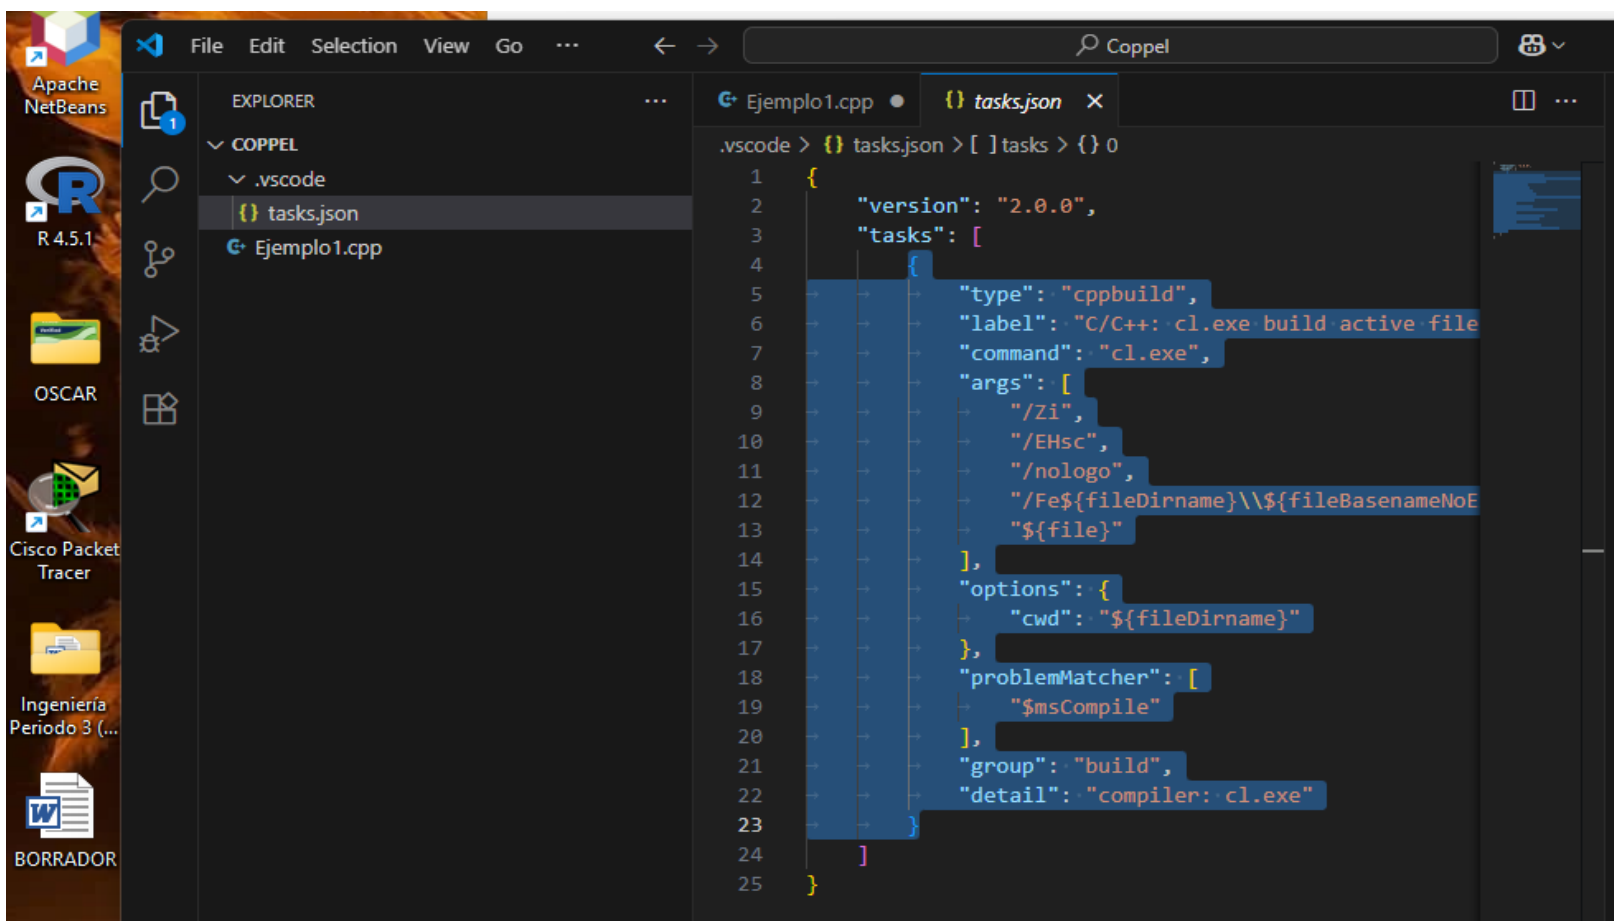 Apache
NetBeans
R 4.5.1
OSCAR
Cisco Packet
Tracer
Ingeniería
Periodo 3 (...
BORRADOR
File Edit Selection View Go ···
Coppel
1
EXPLORER ···
COPPEL
.vscode
{} tasks.json
Ejemplo1.cpp
Ejemplo1.cpp ● {} tasks.json ×
.vscode > {} tasks.json > [ ] tasks > {} 0
1 {
2 "version": "2.0.0",
3 "tasks": [
4 {
5 "type": "cppbuild",
6 "label": "C/C++: cl.exe build active file
7 "command": "cl.exe",
8 "args": [
9 "/Zi",
10 "/EHsc",
11 "/nologo",
12 "/Fe${fileDirname}\\${fileBasenameNoE
13 "${file}"
14 ],
15 "options": {
16 "cwd": "${fileDirname}"
17 },
18 "problemMatcher": [
19 "$msCompile"
20 ],
21 "group": "build",
22 "detail": "compiler: cl.exe"
23 }
24 ]
25 }